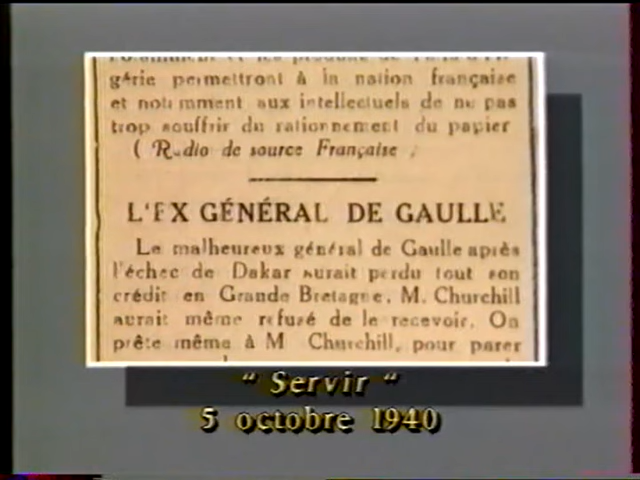 gérie permettront à la nation française
et notamment aux intellectuels de ne pas
trop souffrir du rationnement du papier
( Radio de source Française
L'EX GÉNÉRAL DE GAULLE
Le malheureux général de Gaulle après
l'échec de Dakar aurait perdu tout son
crédit en Grande Bretagne. M. Churchill
aurait même refusé de le recevoir. On
prête même à M Churchill, pour parer
" Servir "
5 octobre 1940